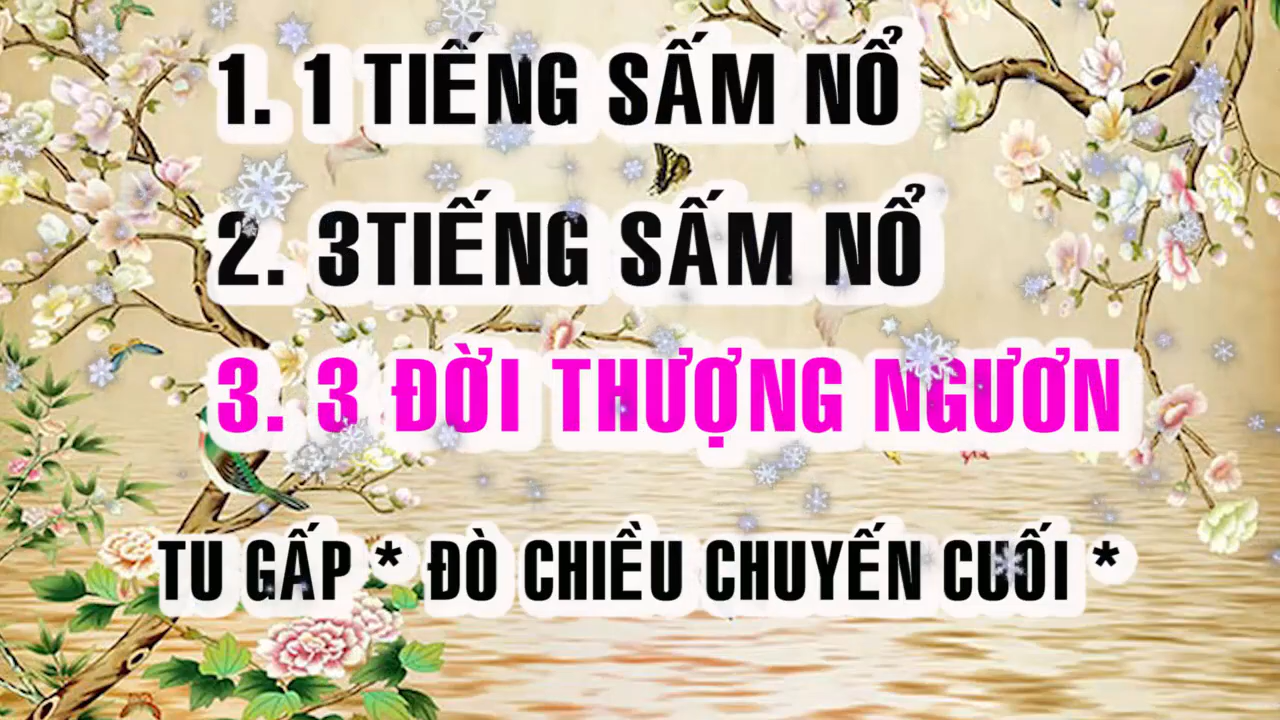 1. 1 TIẾNG SẤM NỔ
2. 3TIẾNG SẤM NỔ
3. 3 ĐỜI THƯỢNG NGƯƠN
TU GẤP * ĐÒ CHIỀU CHUYẾN CUỐI *